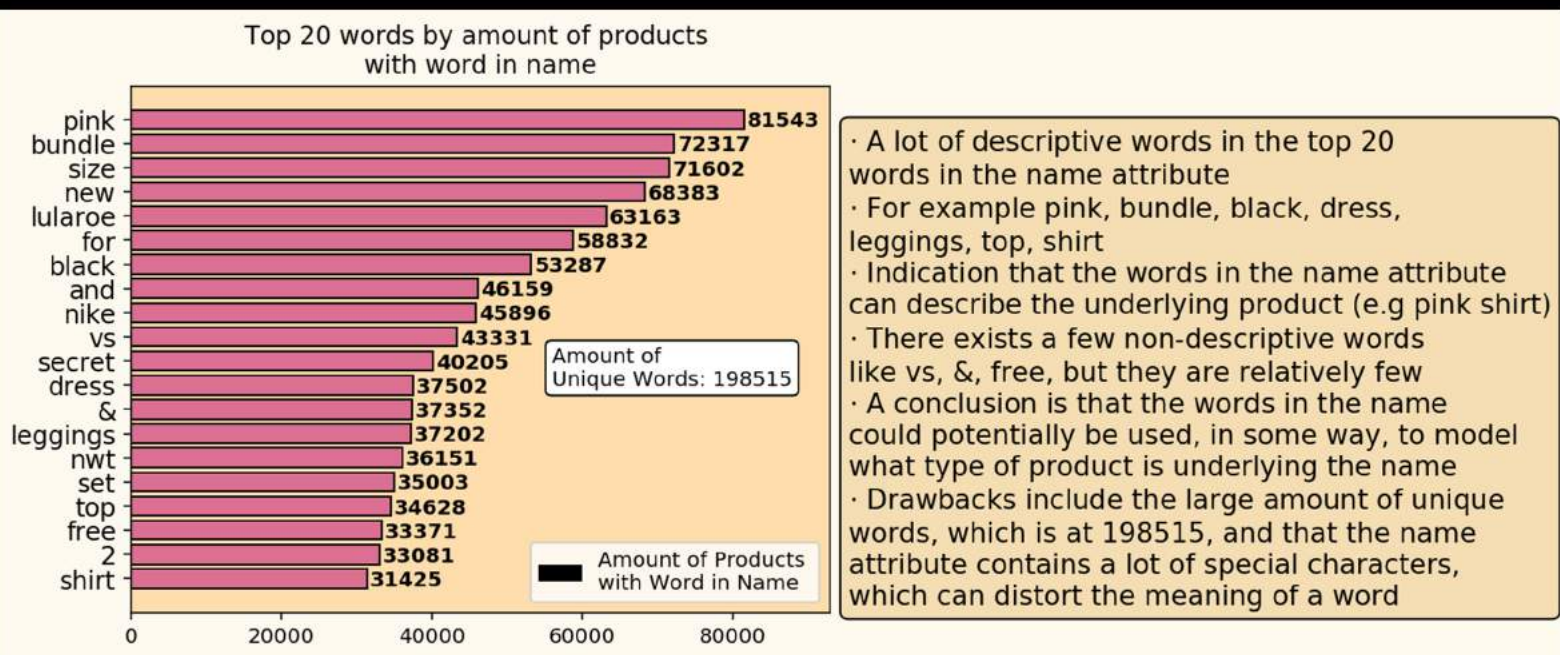 Top 20 words by amount of products
with word in name
pink 81543
bundle 72317
size 71602
new 68383
lularoe 63163
for 58832
black 53287
and 46159
nike 45896
vs 43331
secret 40205
dress 37502
& 37352
leggings 37202
nwt 36151
set 35003
top 34628
free 33371
2 33081
shirt 31425
Amount of
Unique Words: 198515
Amount of Products
with Word in Name
0 20000 40000 60000 80000
· A lot of descriptive words in the top 20
words in the name attribute
· For example pink, bundle, black, dress,
leggings, top, shirt
· Indication that the words in the name attribute
can describe the underlying product (e.g pink shirt)
· There exists a few non-descriptive words
like vs, &, free, but they are relatively few
· A conclusion is that the words in the name
could potentially be used, in some way, to model
what type of product is underlying the name
· Drawbacks include the large amount of unique
words, which is at 198515, and that the name
attribute contains a lot of special characters,
which can distort the meaning of a word